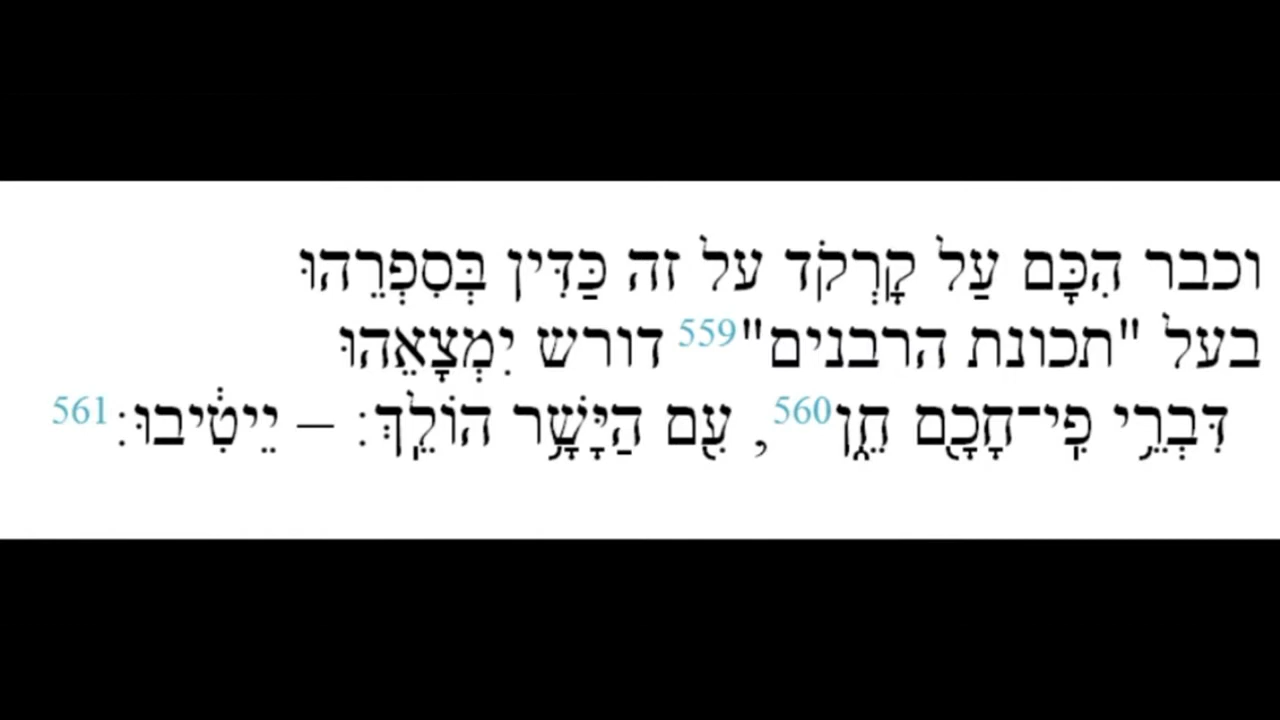 וכבר הִכָּם עַל קָרְקֹד על זה כַּדִּין בְּסִפְרֵהוּ
בעל "תכונת הרבנים"559 דורש יִמְצָאֵהוּ
דִּבְרֵ֥י פִֽי־חָכָ֖ם חֵ֑ן560, עִ֖ם הַיָּשָׁ֥ר הוֹלֵֽךְ׃ – יֵיטִ֔יבוּ׃561